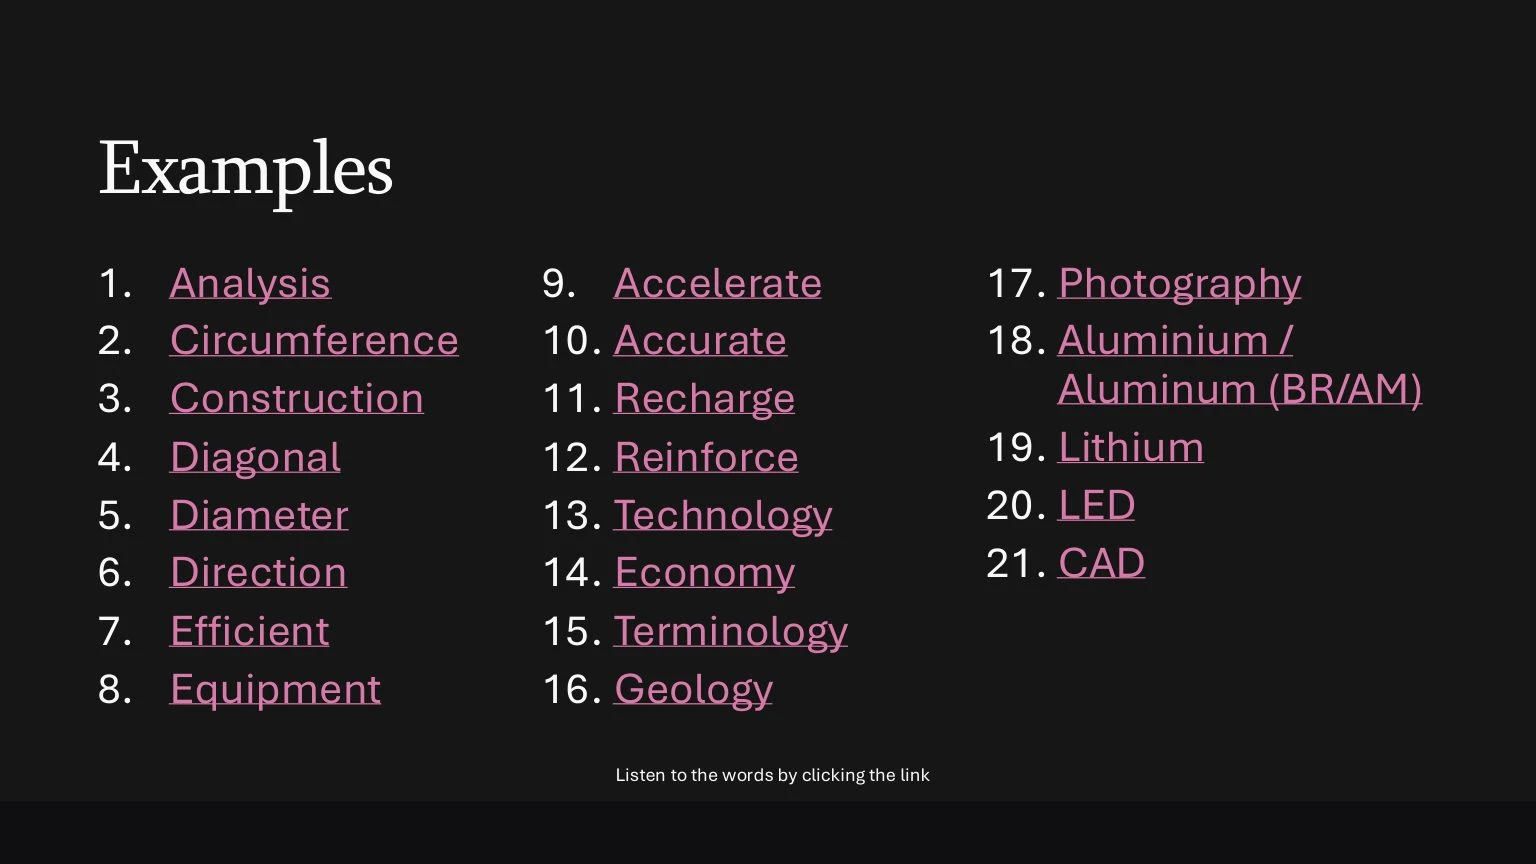 Examples
1. Analysis
2. Circumference
3. Construction
4. Diagonal
5. Diameter
6. Direction
7. Efficient
8. Equipment
9. Accelerate
10. Accurate
11. Recharge
12. Reinforce
13. Technology
14. Economy
15. Terminology
16. Geology
17. Photography
18. Aluminium /
Aluminum (BR/AM)
19. Lithium
20. LED
21. CAD
Listen to the words by clicking the link